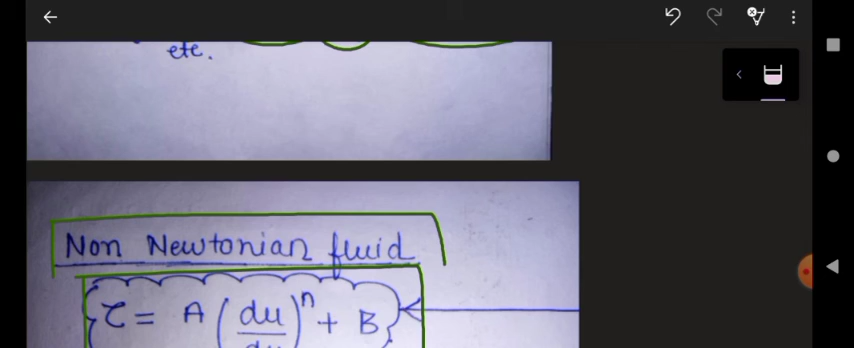 etc.
Non Newtonian fluid
τ = A (du/dy)^n + B